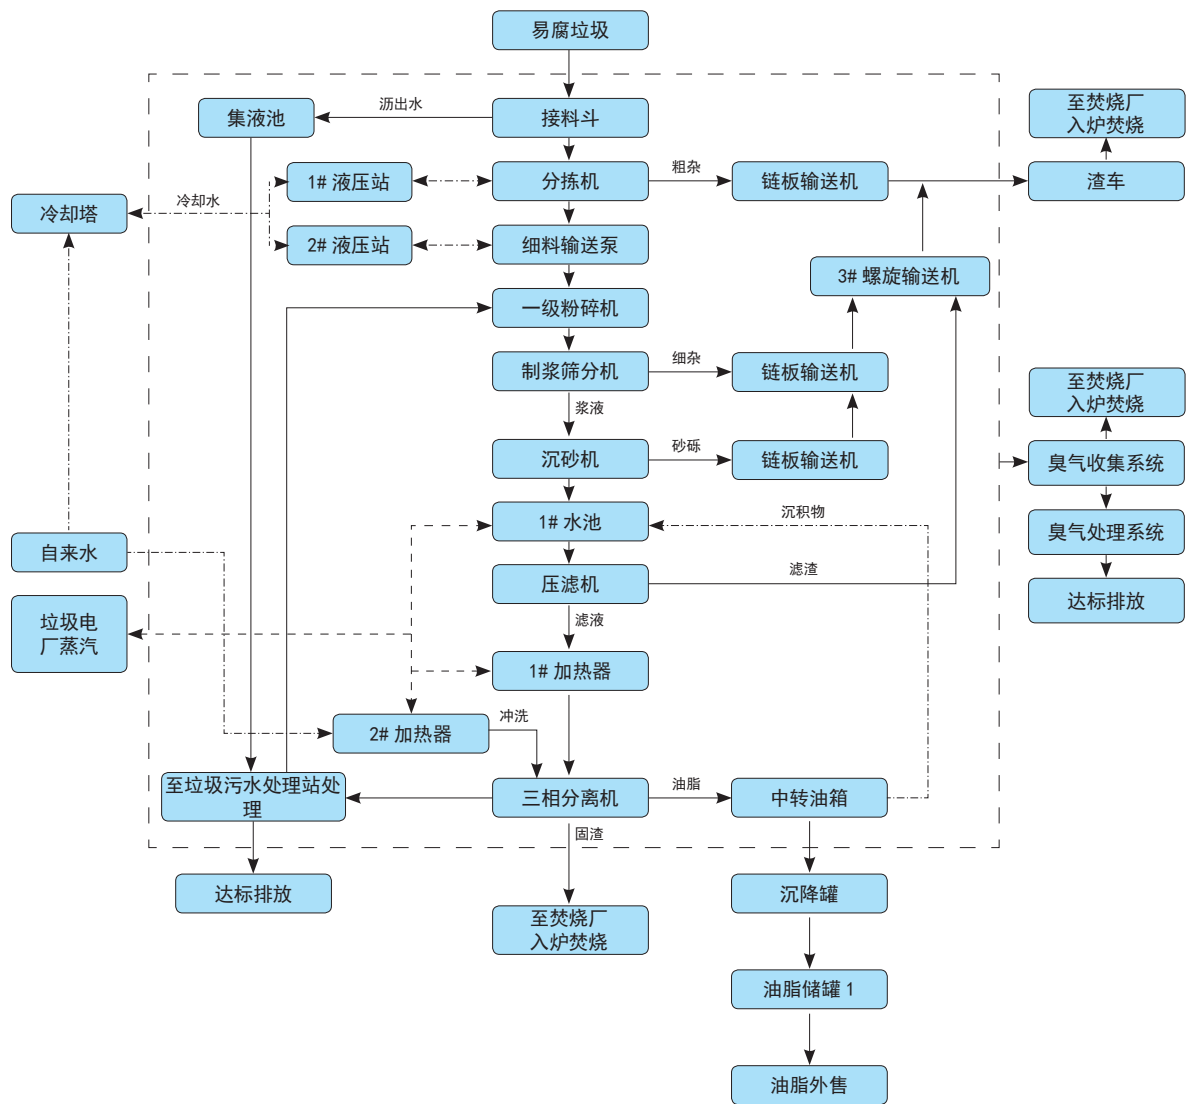 易腐垃圾
沥出水
集液池
接料斗
至焚烧厂
入炉焚烧
1# 液压站
分拣机
粗杂
链板输送机
渣车
冷却塔
冷却水
2# 液压站
细料输送泵
3# 螺旋输送机
一级粉碎机
制浆筛分机
细杂
链板输送机
至焚烧厂
入炉焚烧
浆液
沉砂机
砂砾
链板输送机
臭气收集系统
1# 水池
沉积物
臭气处理系统
自来水
压滤机
滤渣
达标排放
垃圾电
厂蒸汽
滤液
1# 加热器
2# 加热器
冲洗
至垃圾污水处理站处
理
三相分离机
油脂
中转油箱
固渣
达标排放
沉降罐
至焚烧厂
入炉焚烧
油脂储罐 1
油脂外售